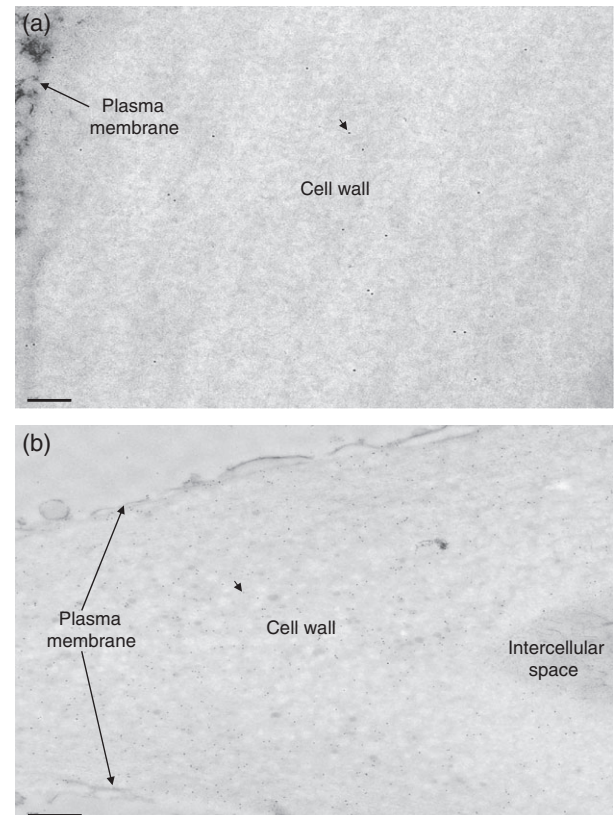 (a)
Plasma
membrane
Cell wall
(b)
Plasma
membrane
Cell wall
Intercellular
space